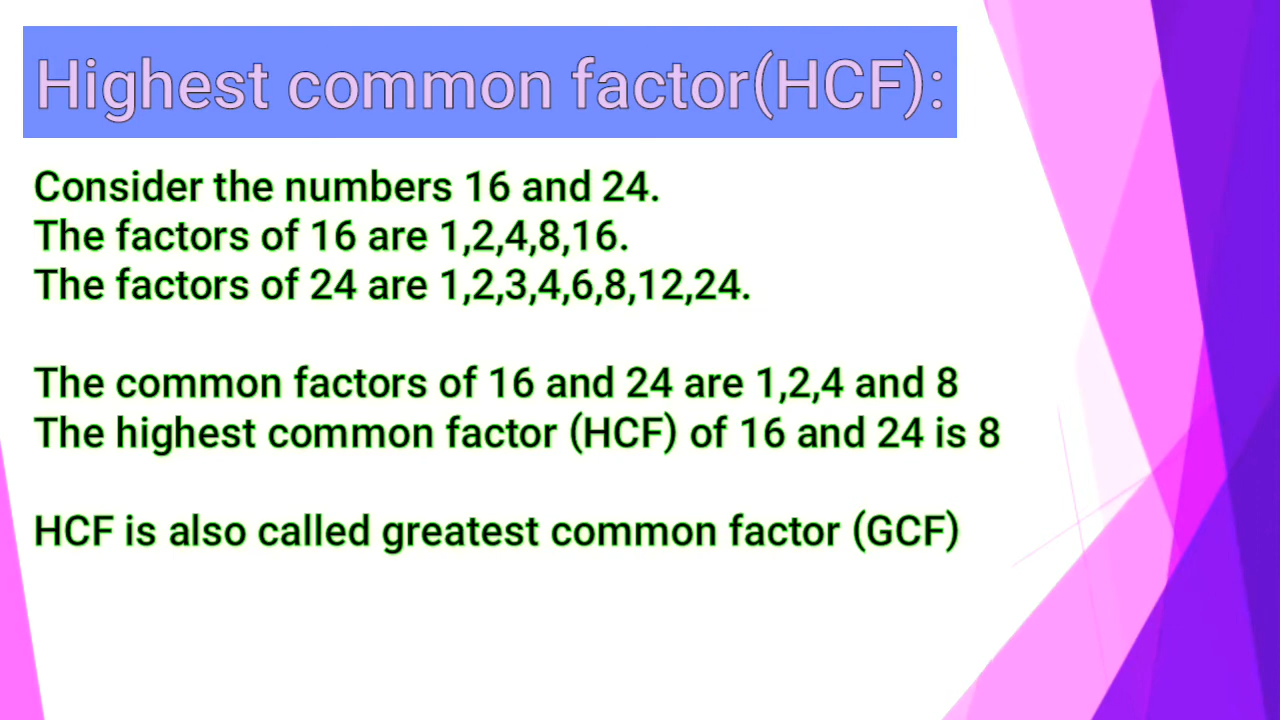 Highest common factor(HCF):
Consider the numbers 16 and 24.
The factors of 16 are 1,2,4,8,16.
The factors of 24 are 1,2,3,4,6,8,12,24.
The common factors of 16 and 24 are 1,2,4 and 8
The highest common factor (HCF) of 16 and 24 is 8
HCF is also called greatest common factor (GCF)